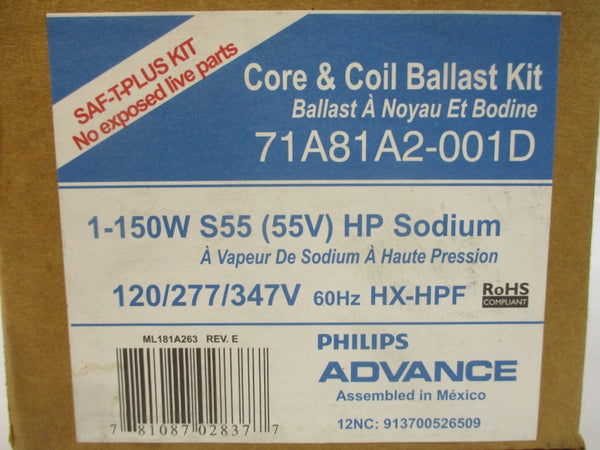 SAF-T-PLUS KIT
No exposed live parts
Core & Coil Ballast Kit
Ballast À Noyau Et Bodine
71A81A2-001D
1-150W S55 (55V) HP Sodium
À Vapeur De Sodium À Haute Pression
120/277/347V 60Hz HX-HPF RoHS
COMPLIANT
ML181A263 REV. E
7 81087 02837 7
PHILIPS
ADVANCE
Assembled in México
12NC: 913700526509